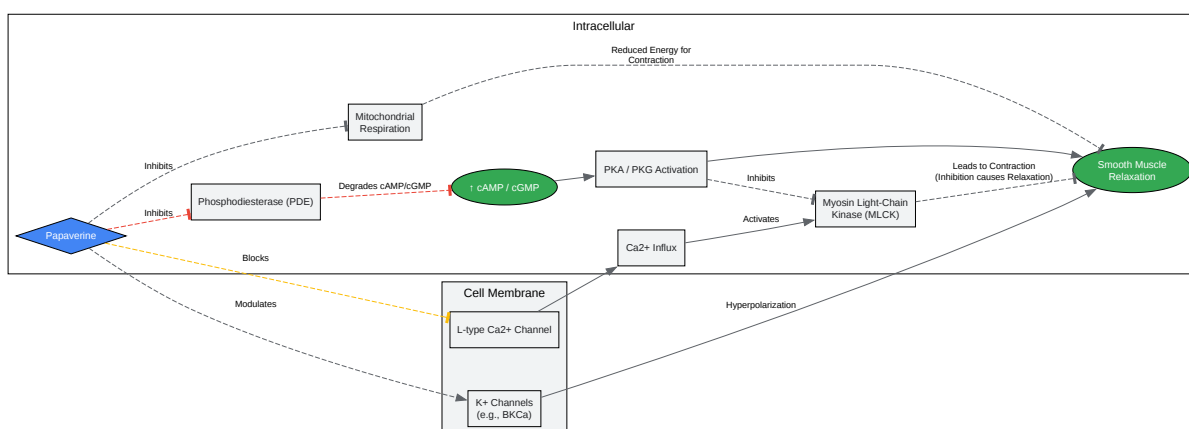 Intracellular
Reduced Energy for
Contraction
Mitochondrial
Respiration
Inhibits
PKA / PKG Activation
Leads to Contraction
(Inhibition causes Relaxation)
Smooth Muscle
Relaxation
Degrades cAMP/cGMP
↑ cAMP / cGMP
Inhibits
Phosphodiesterase (PDE)
Inhibits
Myosin Light-Chain
Kinase (MLCK)
Activates
Papaverine
Ca2+ Influx
Blocks
Cell Membrane
Modulates
Hyperpolarization
L-type Ca2+ Channel
K+ Channels
(e.g., BKCa)